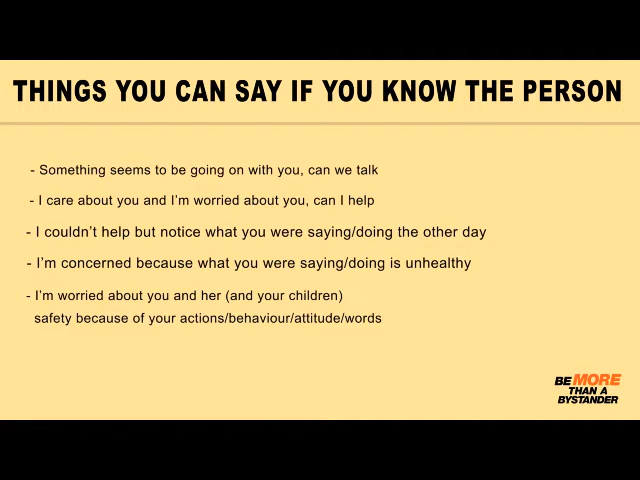 THINGS YOU CAN SAY IF YOU KNOW THE PERSON
- Something seems to be going on with you, can we talk
- I care about you and I'm worried about you, can I help
- I couldn't help but notice what you were saying/doing the other day
- I'm concerned because what you were saying/doing is unhealthy
- I'm worried about you and her (and your children)
safety because of your actions/behaviour/attitude/words
BE MORE
THAN A
BYSTANDER